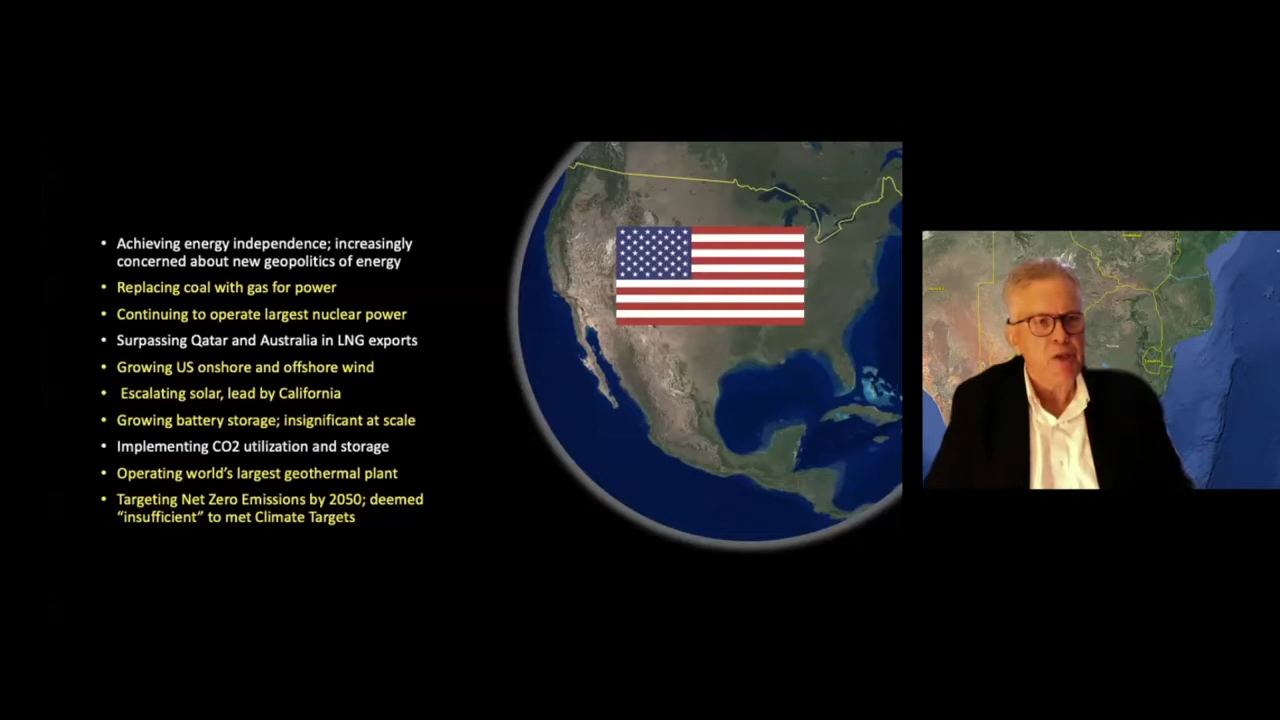 • Achieving energy independence; increasingly
concerned about new geopolitics of energy
• Replacing coal with gas for power
• Continuing to operate largest nuclear power
• Surpassing Qatar and Australia in LNG exports
• Growing US onshore and offshore wind
• Escalating solar, lead by California
• Growing battery storage; insignificant at scale
• Implementing CO2 utilization and storage
• Operating world's largest geothermal plant
• Targeting Net Zero Emissions by 2050; deemed
“insufficient” to met Climate Targets